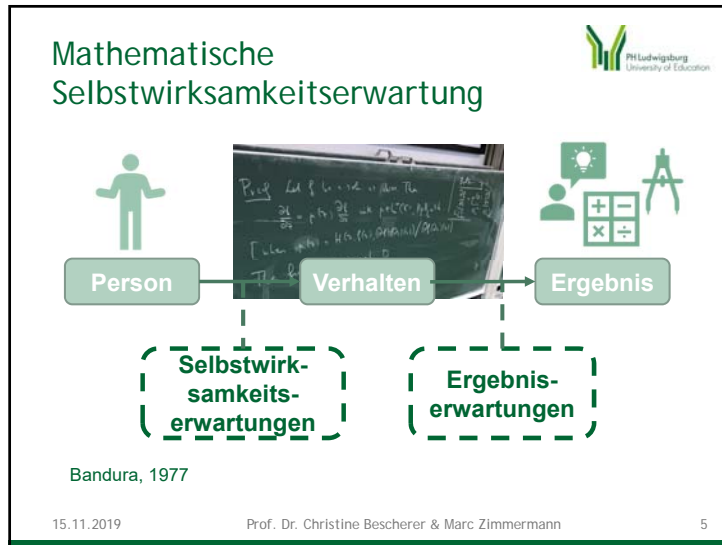 Mathematische
Selbstwirksamkeitserwartung
PH Ludwigsburg
University of Education
Proof
Person
Verhalten
Ergebnis
Selbstwirk-
samkeits-
erwartungen
Ergebnis-
erwartungen
Bandura, 1977
15.11.2019
Prof. Dr. Christine Bescherer & Marc Zimmermann
5